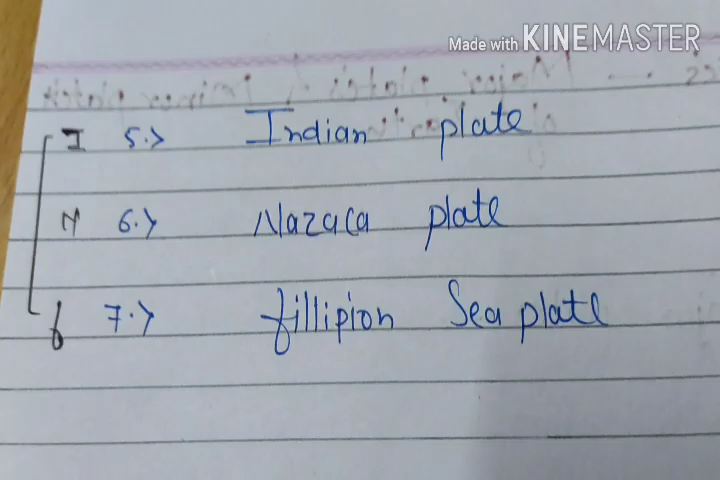 Made with KINEMASTER
I 5.> Indian plate
N 6.> Nazaca plate
f 7.> fillipion Sea plate